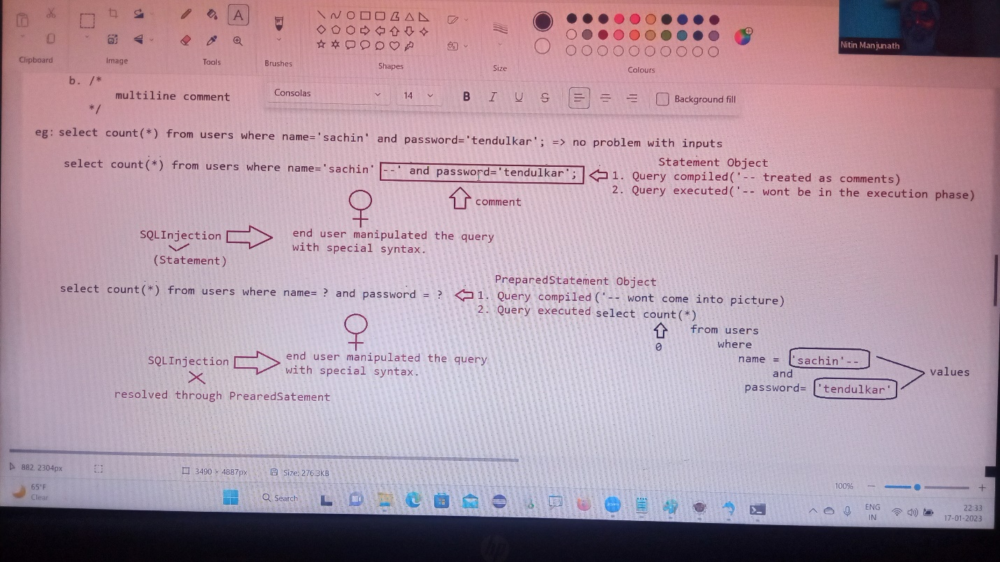 Clipboard
Image
Tools
Brushes
Shapes
Size
Colours
Nitin Manjunath
b. /*
multiline comment
*/
Consolas
14
B I U S
Background fill
eg: select count(*) from users where name='sachin' and password='tendulkar'; => no problem with inputs
select count(*) from users where name='sachin' --' and password='tendulkar';
comment
Statement Object
1. Query compiled('-- treated as comments)
2. Query executed('-- wont be in the execution phase)
SQLInjection
(Statement)
end user manipulated the query
with special syntax.
select count(*) from users where name= ? and password = ?
PreparedStatement Object
1. Query compiled('-- wont come into picture)
2. Query executed select count(*)
0
from users
where
name = 'sachin'--
and
password= 'tendulkar'
values
SQLInjection
end user manipulated the query
with special syntax.
resolved through PrearedSatement
882, 2304px
3490 × 4887px
Size: 276.3KB
100%
65°F
Clear
Search
ENG
IN
22:33
17-01-2023